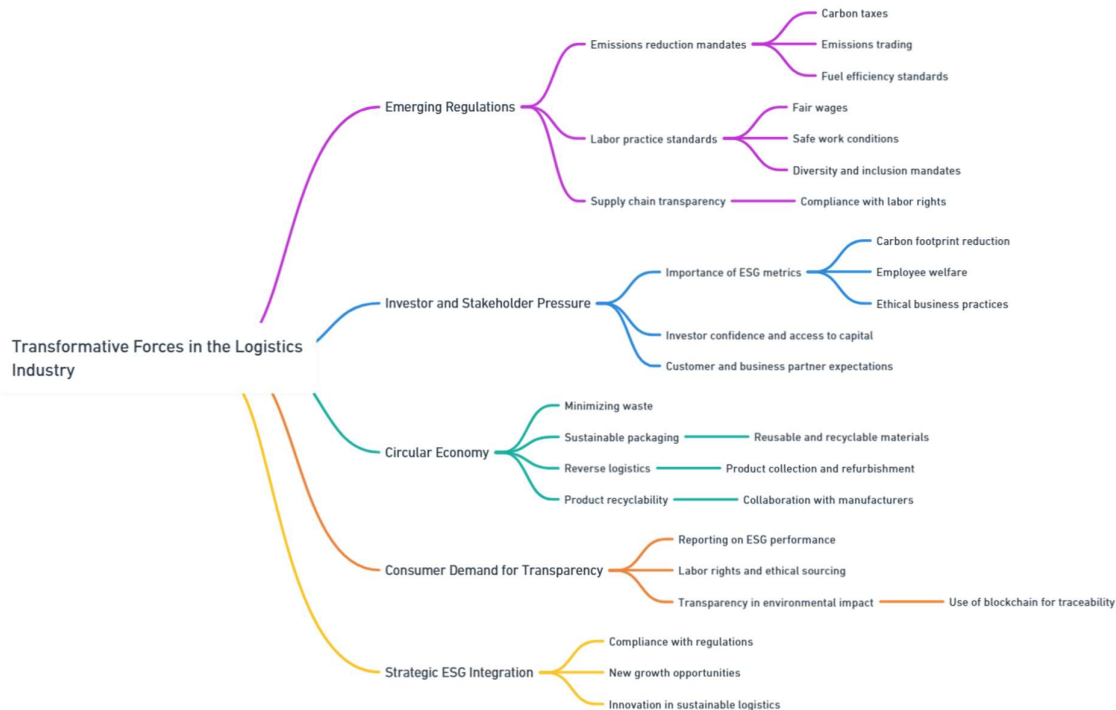 Transformative Forces in the Logistics
Industry
Emerging Regulations
Emissions reduction mandates
Carbon taxes
Emissions trading
Fuel efficiency standards
Labor practice standards
Fair wages
Safe work conditions
Diversity and inclusion mandates
Supply chain transparency
Compliance with labor rights
Investor and Stakeholder Pressure
Importance of ESG metrics
Carbon footprint reduction
Employee welfare
Ethical business practices
Investor confidence and access to capital
Customer and business partner expectations
Circular Economy
Minimizing waste
Sustainable packaging
Reusable and recyclable materials
Reverse logistics
Product collection and refurbishment
Product recyclability
Collaboration with manufacturers
Consumer Demand for Transparency
Reporting on ESG performance
Labor rights and ethical sourcing
Transparency in environmental impact
Use of blockchain for traceability
Strategic ESG Integration
Compliance with regulations
New growth opportunities
Innovation in sustainable logistics